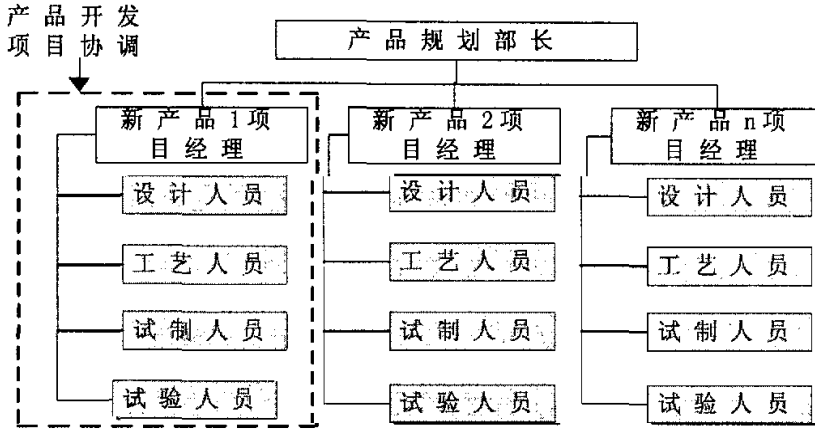 产品开发
项目协调
产品规划部长
新产品1项
目经理
设计人员
工艺人员
试制人员
试验人员
新产品2项
目经理
设计人员
工艺人员
试制人员
试验人员
新产品n项
目经理
设计人员
工艺人员
试制人员
试验人员